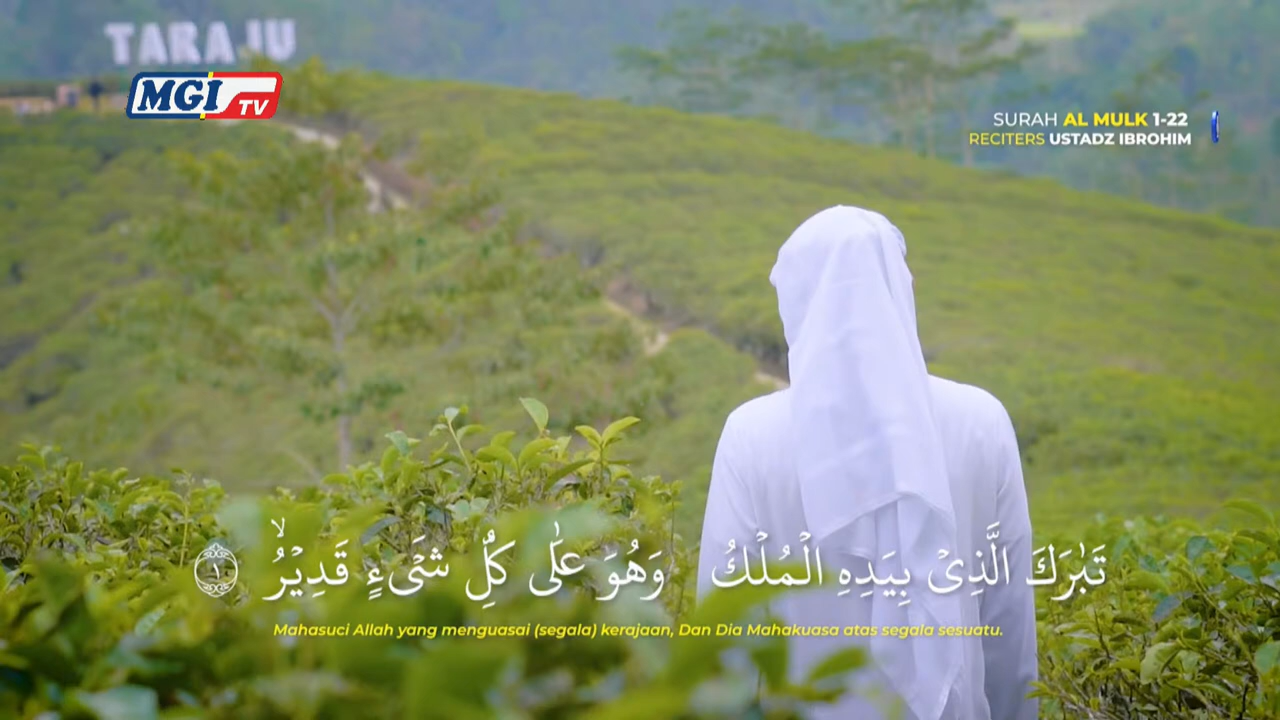 TARAJU
MGI TV
SURAH AL MULK 1-22
RECITERS USTADZ IBROHIM
تَبٰرَكَ الَّذِيْ بِيَدِهِ الْمُلْكُ وَهُوَ عَلٰى كُلِّ شَيْءٍ قَدِيْرٌۙ ١
Mahasuci Allah yang menguasai (segala) kerajaan, Dan Dia Mahakuasa atas segala sesuatu.